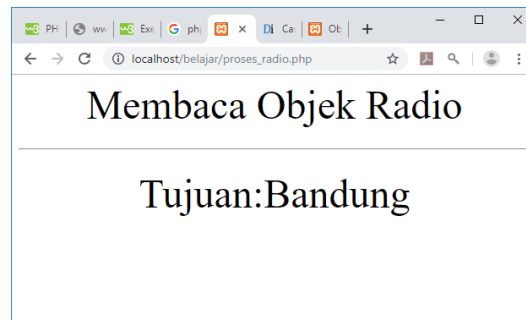 PH
ww
Exe
G ph
Di Ca
Ob
localhost/belajar/proses_radio.php
Membaca Objek Radio
Tujuan:Bandung